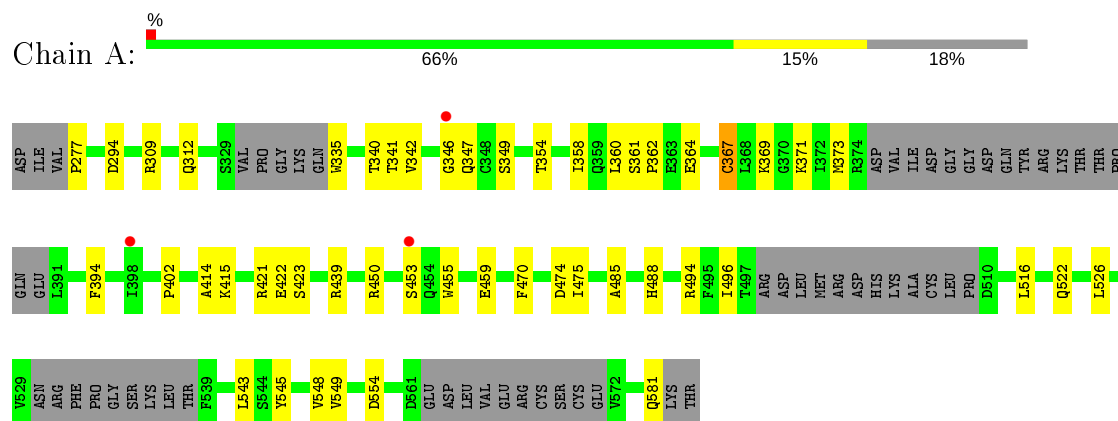 %
Chain A:
66% 15% 18%
ASP ILE VAL P277 D294 R309 Q312 S329 VAL PRO GLY LYS GLN W335 T340 T341 V342 G346 Q347 C348 S349 T354 I358 Q359 L360 S361 P362 E363 E364 C367 L368 K369 G370 K371 I372 M373 R374 ASP VAL ILE ASP GLY GLY ASP GLN TYR ARG LYS THR THR PRO
GLN GLU L391 F394 I398 P402 A414 K415 R421 E422 S423 R439 R450 S453 Q454 W455 E459 F470 D474 I475 A485 H488 R494 F495 I496 T497 ARG ASP LEU MET ARG ASP HIS LYS ALA CYS LEU PRO D510 L516 Q522 L526
V529 ASN ARG PHE PRO GLY SER LYS LEU THR F539 L543 S544 Y545 V548 V549 D554 D561 GLU ASP LEU VAL GLU ARG CYS SER CYS GLU V572 Q581 LYS THR